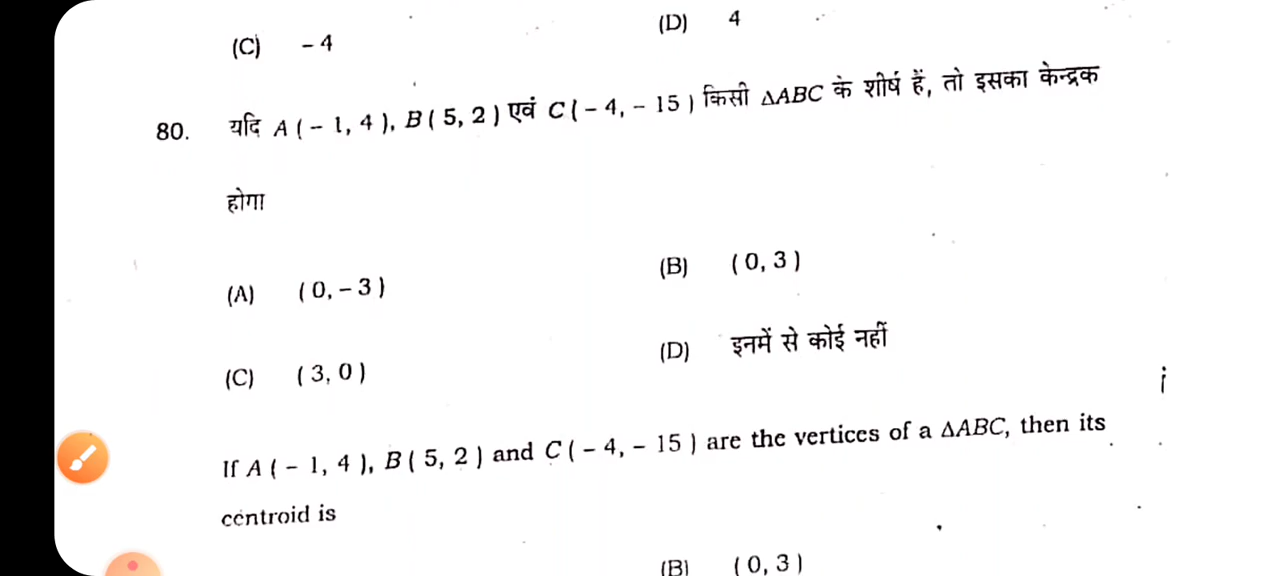 (C) – 4 (D) 4
80. यदि A ( – 1, 4 ), B ( 5, 2 ) एवं C ( – 4, – 15 ) किसी ΔABC के शीर्ष हैं, तो इसका केन्द्रक
होगा
(A) ( 0, – 3 ) (B) ( 0, 3 )
(C) ( 3, 0 ) (D) इनमें से कोई नहीं
If A ( – 1, 4 ), B ( 5, 2 ) and C ( – 4, – 15 ) are the vertices of a ΔABC, then its
centroid is
(B) ( 0, 3 )